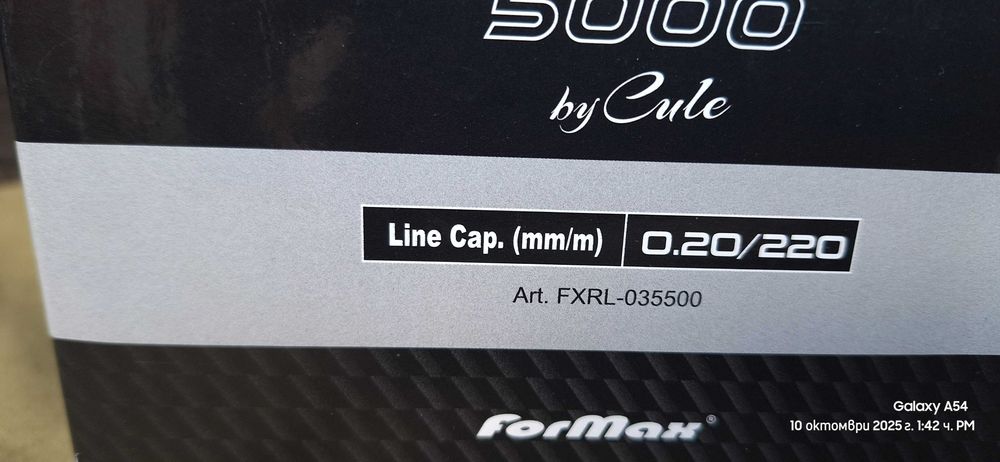 5000
by Cule
Line Cap. (mm/m) 0.20/220
Art. FXRL-035500
ForMax®
Galaxy A54
10 октомври 2025 г. 1:42 ч. PM